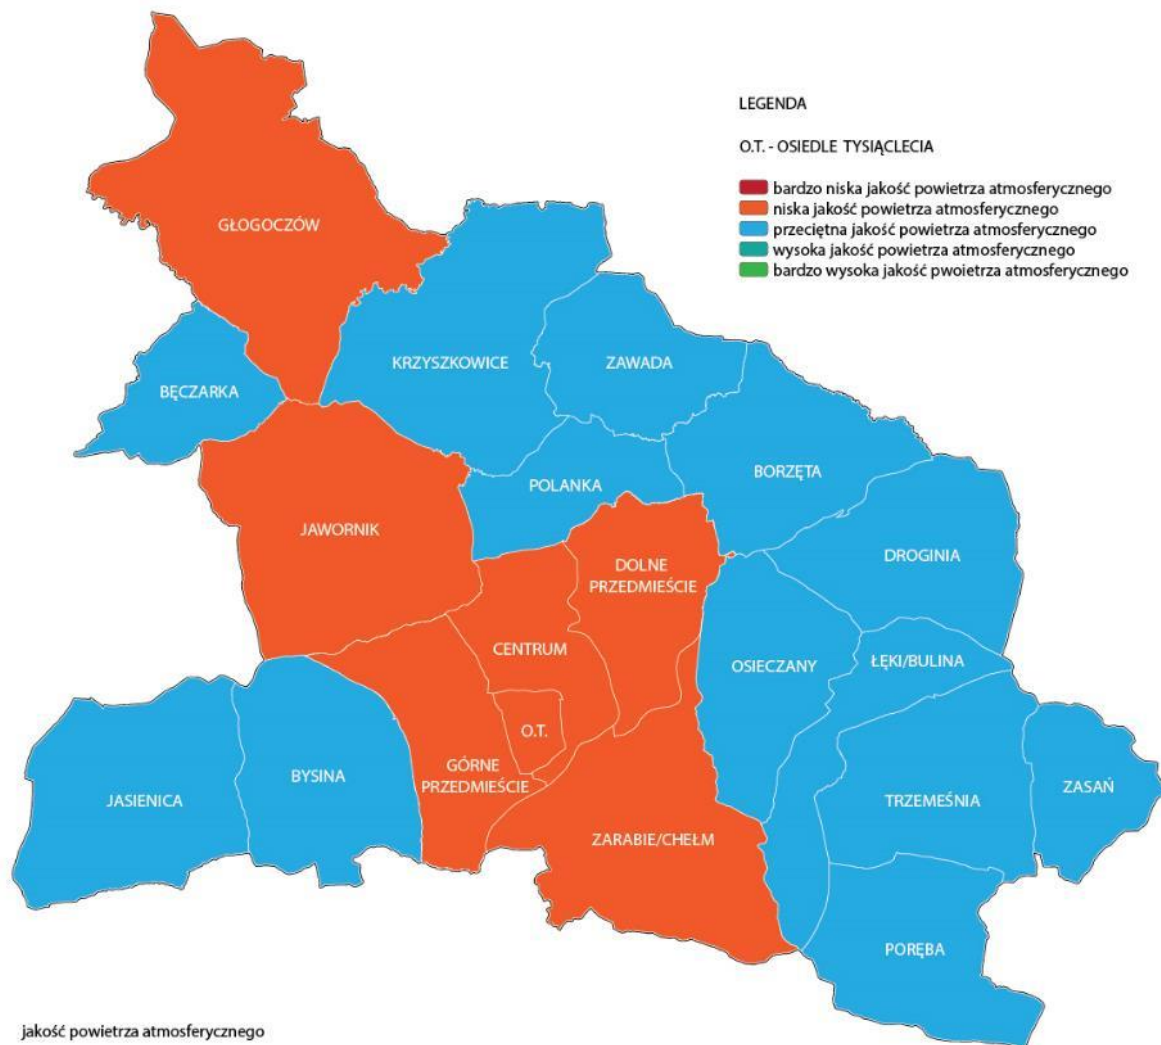 LEGENDA
O.T. - OSIEDLE TYSIĄCLECIA
bardzo niska jakość powietrza atmosferycznego
niska jakość powietrza atmosferycznego
przeciętna jakość powietrza atmosferycznego
wysoka jakość powietrza atmosferycznego
bardzo wysoka jakość pwoietrza atmosferycznego
GŁOGOCZÓW
KRZYSZKOWICE
ZAWADA
BĘCZARKA
BORZĘTA
POLANKA
JAWORNIK
DROGINIA
DOLNE
PRZEDMIEŚCIE
CENTRUM
OSIECZANY
ŁĘKI/BULINA
O.T.
GÓRNE
PRZEDMIEŚCIE
BYSINA
JASIENICA
TRZEMEŚNIA
ZASAŃ
ZARABIE/CHEŁM
PORĘBA
jakość powietrza atmosferycznego